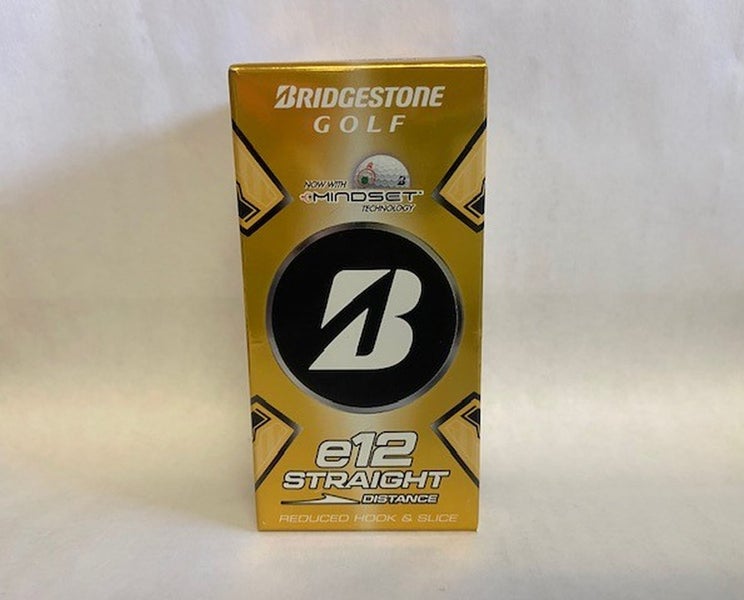 BRIDGESTONE
GOLF
NOW WITH
MINDSET
TECHNOLOGY
B
e12
STRAIGHT
DISTANCE
REDUCED HOOK & SLICE